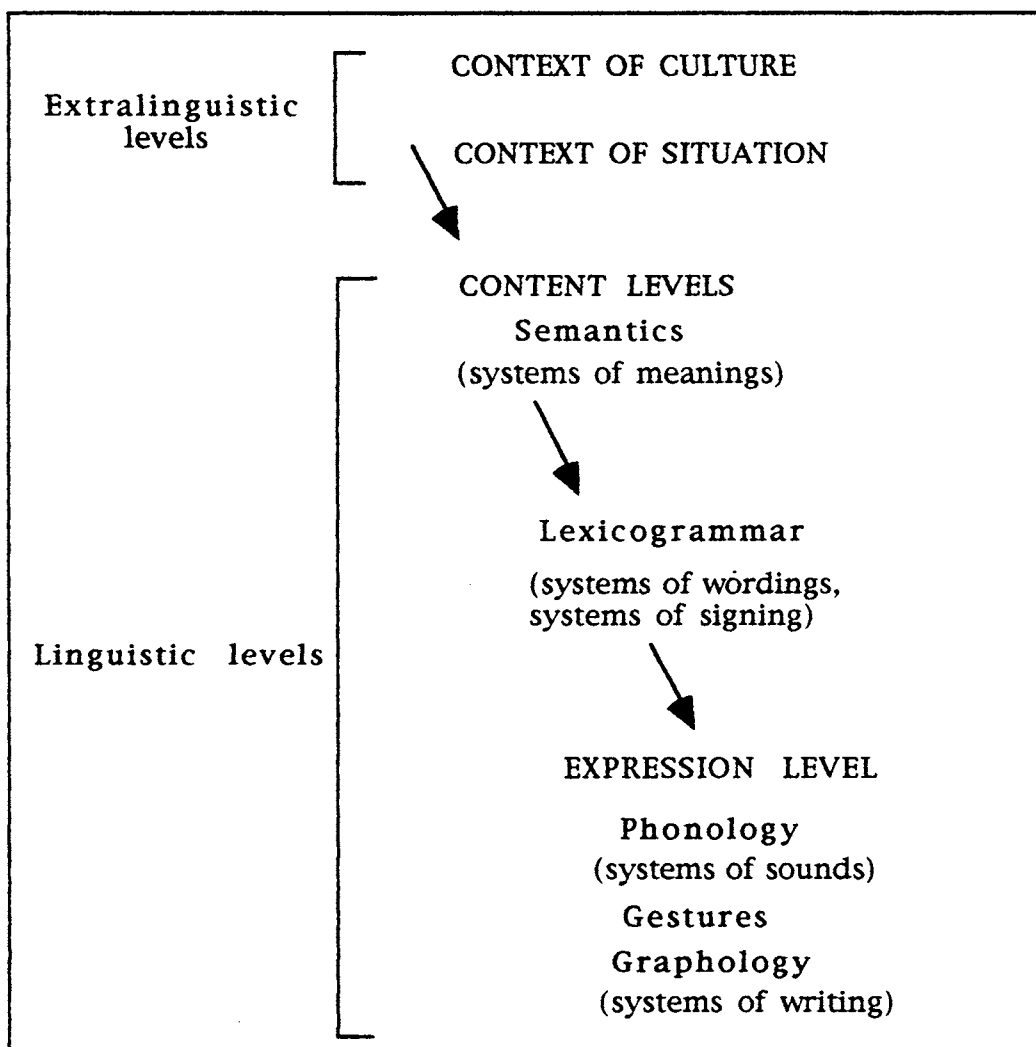 Extralinguistic
levels
CONTEXT OF CULTURE
CONTEXT OF SITUATION
Linguistic levels
CONTENT LEVELS
Semantics
(systems of meanings)
Lexicogrammar
(systems of wordings,
systems of signing)
EXPRESSION LEVEL
Phonology
(systems of sounds)
Gestures
Graphology
(systems of writing)